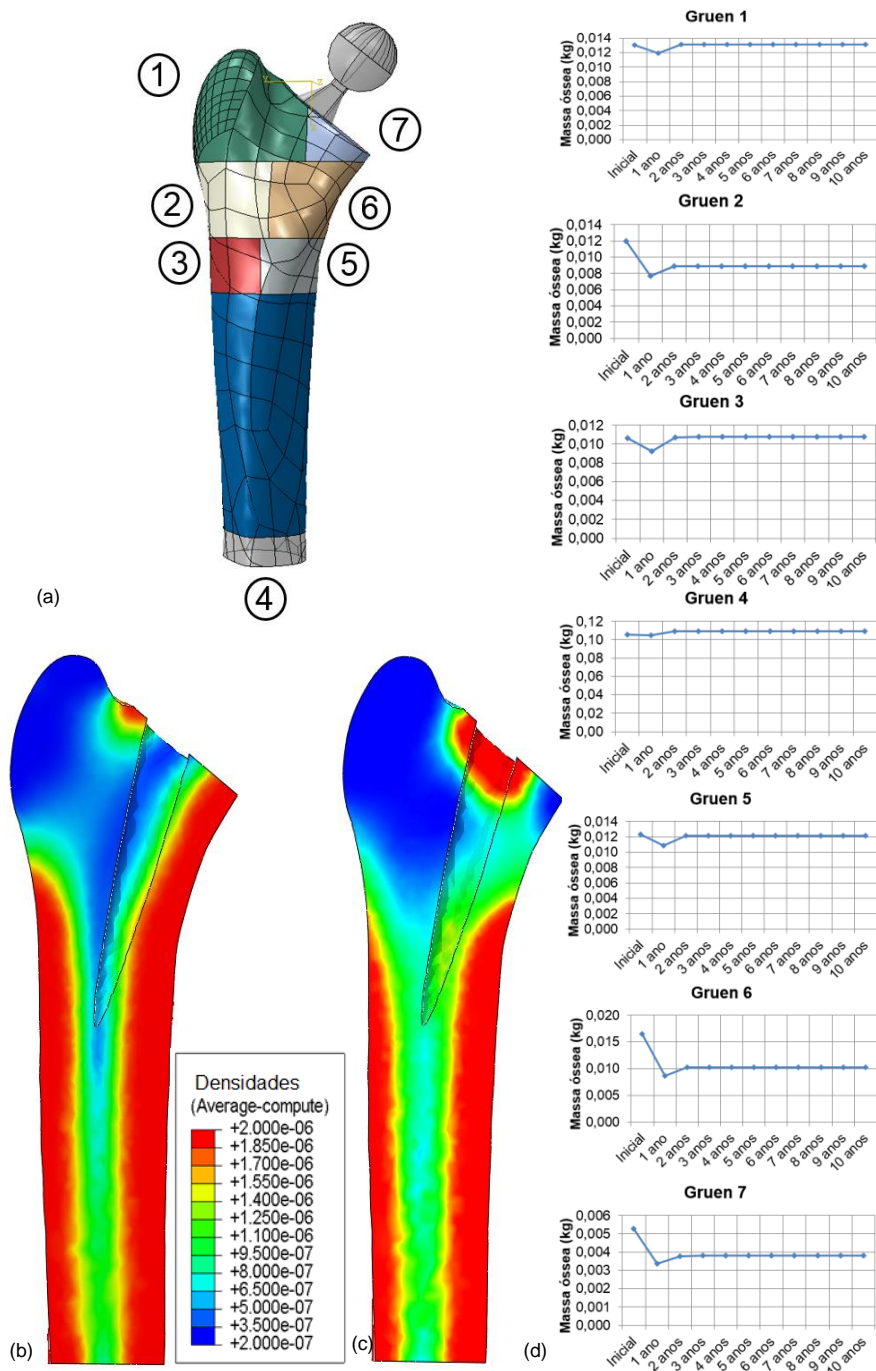 1
7
2
6
3
5
4
(a)
Densidades
(Average-compute)
+2.000e-06
+1.850e-06
+1.700e-06
+1.550e-06
+1.400e-06
+1.250e-06
+1.100e-06
+9.500e-07
+8.000e-07
+6.500e-07
+5.000e-07
+3.500e-07
+2.000e-07
(b)
(c)
Gruen 1
Massa óssea (kg)
0,014
0,012
0,010
0,008
0,006
0,004
0,002
0,000
Inicial
1 ano
2 anos
3 anos
4 anos
5 anos
6 anos
7 anos
8 anos
9 anos
10 anos
Gruen 2
Massa óssea (kg)
0,014
0,012
0,010
0,008
0,006
0,004
0,002
0,000
Inicial
1 ano
2 anos
3 anos
4 anos
5 anos
6 anos
7 anos
8 anos
9 anos
10 anos
Gruen 3
Massa óssea (kg)
0,012
0,010
0,008
0,006
0,004
0,002
0,000
Inicial
1 ano
2 anos
3 anos
4 anos
5 anos
6 anos
7 anos
8 anos
9 anos
10 anos
Gruen 4
Massa óssea (kg)
0,12
0,10
0,08
0,06
0,04
0,02
0,00
Inicial
1 ano
2 anos
3 anos
4 anos
5 anos
6 anos
7 anos
8 anos
9 anos
10 anos
Gruen 5
Massa óssea (kg)
0,014
0,012
0,010
0,008
0,006
0,004
0,002
0,000
Inicial
1 ano
2 anos
3 anos
4 anos
5 anos
6 anos
7 anos
8 anos
9 anos
10 anos
Gruen 6
Massa óssea (kg)
0,020
0,015
0,010
0,005
0,000
Inicial
1 ano
2 anos
3 anos
4 anos
5 anos
6 anos
7 anos
8 anos
9 anos
10 anos
Gruen 7
Massa óssea (kg)
0,006
0,005
0,004
0,003
0,002
0,001
0,000
Inicial
1 ano
2 anos
3 anos
4 anos
5 anos
6 anos
7 anos
8 anos
9 anos
10 anos
(d)